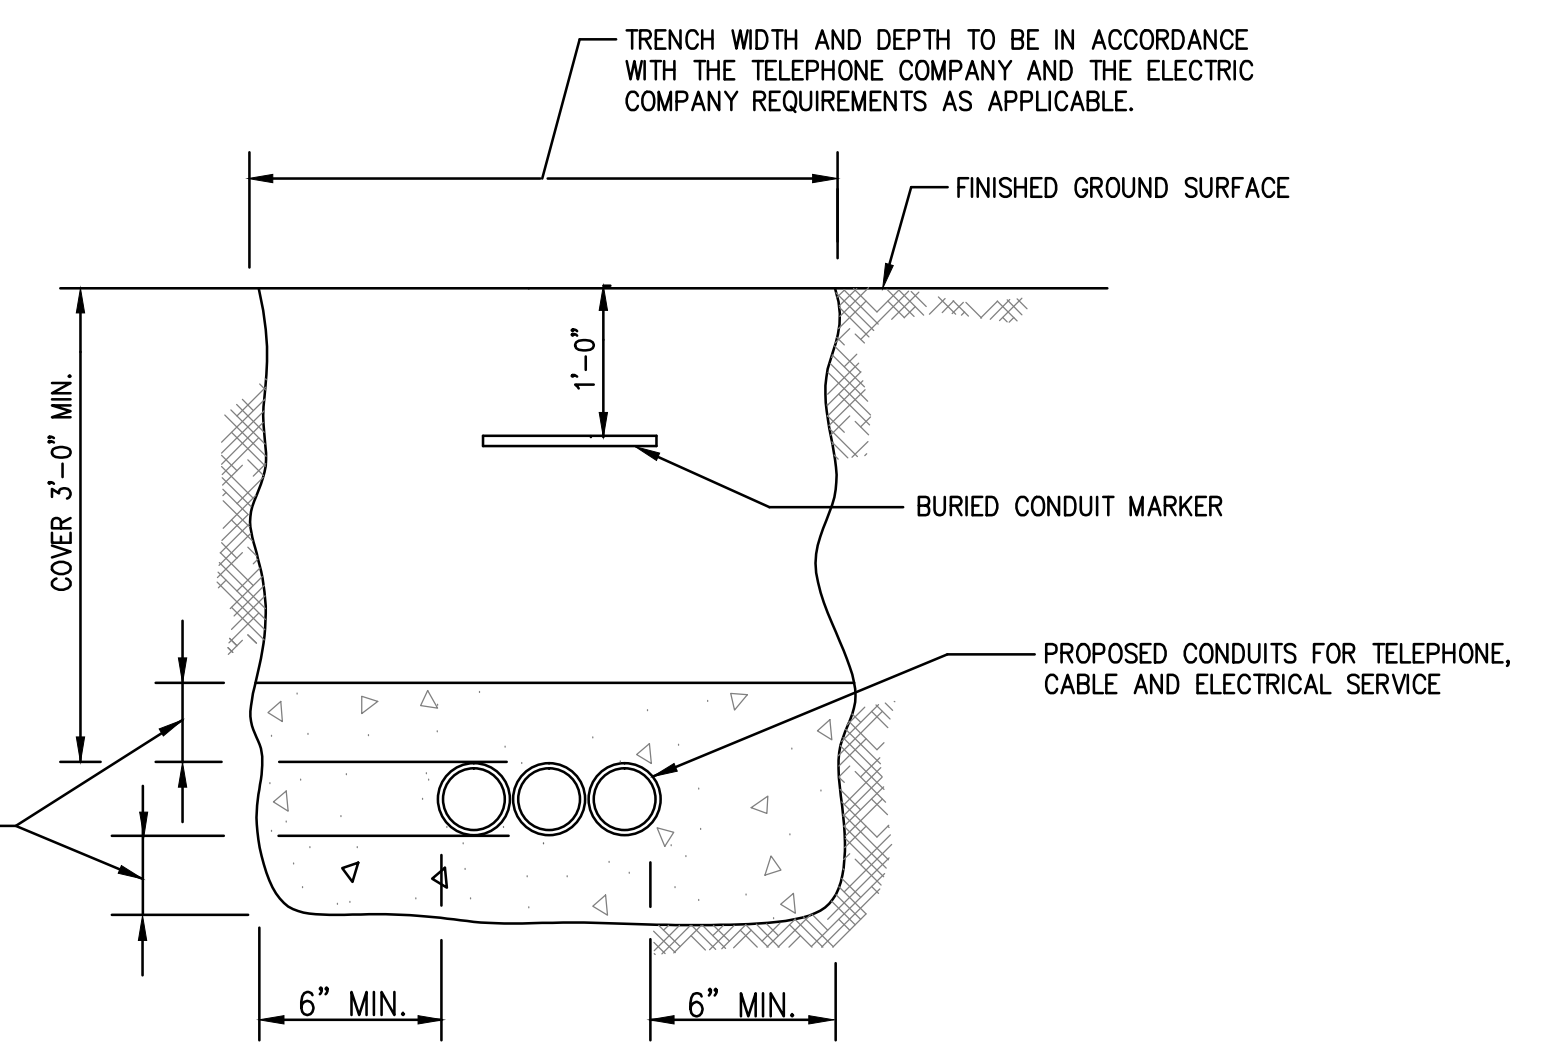 TRENCH WIDTH AND DEPTH TO BE IN ACCORDANCE
WITH THE TELEPHONE COMPANY AND THE ELECTRIC
COMPANY REQUIREMENTS AS APPLICABLE.
FINISHED GROUND SURFACE
1'-0"
COVER 3'-0" MIN.
BURIED CONDUIT MARKER
PROPOSED CONDUITS FOR TELEPHONE,
CABLE AND ELECTRICAL SERVICE
6" MIN.
6" MIN.